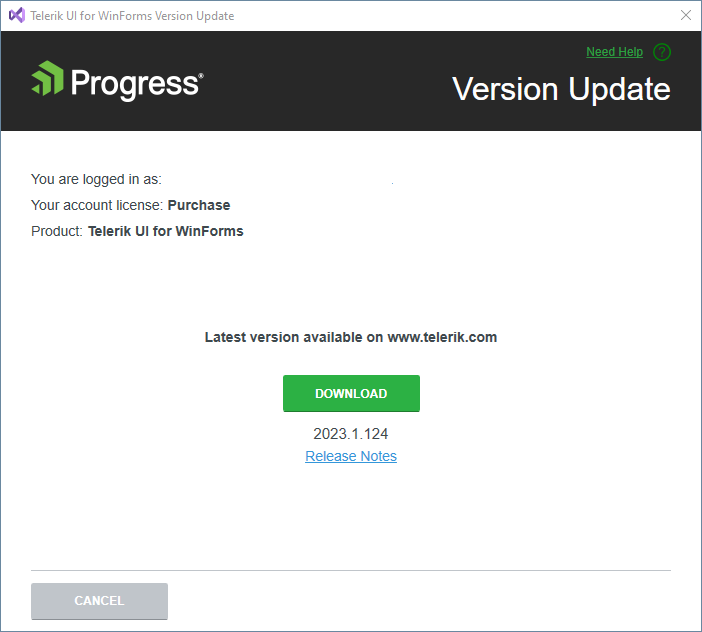 Telerik UI for WinForms Version Update
Need Help ?
Progress®
Version Update
You are logged in as:
Your account license: Purchase
Product: Telerik UI for WinForms
Latest version available on www.telerik.com
DOWNLOAD
2023.1.124
Release Notes
CANCEL